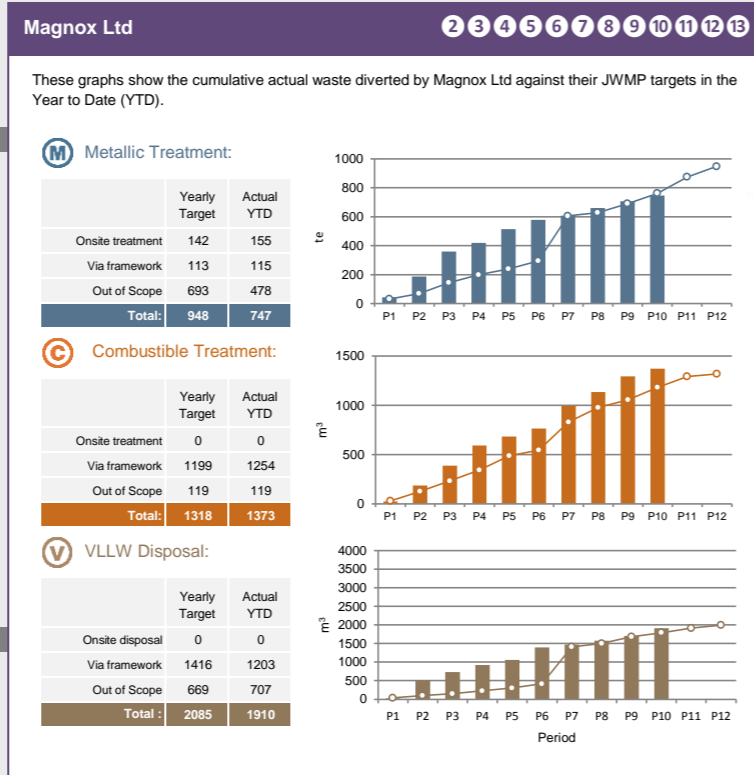 Magnox Ltd
2 3 4 5 6 7 8 9 10 11 12 13
These graphs show the cumulative actual waste diverted by Magnox Ltd against their JWMP targets in the
Year to Date (YTD).
M Metallic Treatment:
Yearly Target Actual YTD
Onsite treatment 142 155
Via framework 113 115
Out of Scope 693 478
Total: 948 747
te
1000
800
600
400
200
0
P1 P2 P3 P4 P5 P6 P7 P8 P9 P10 P11 P12
C Combustible Treatment:
Yearly Target Actual YTD
Onsite treatment 0 0
Via framework 1199 1254
Out of Scope 119 119
Total: 1318 1373
m³
1500
1000
500
0
P1 P2 P3 P4 P5 P6 P7 P8 P9 P10 P11 P12
V VLLW Disposal:
Yearly Target Actual YTD
Onsite disposal 0 0
Via framework 1416 1203
Out of Scope 669 707
Total : 2085 1910
m³
4000
3500
3000
2500
2000
1500
1000
500
0
P1 P2 P3 P4 P5 P6 P7 P8 P9 P10 P11 P12
Period